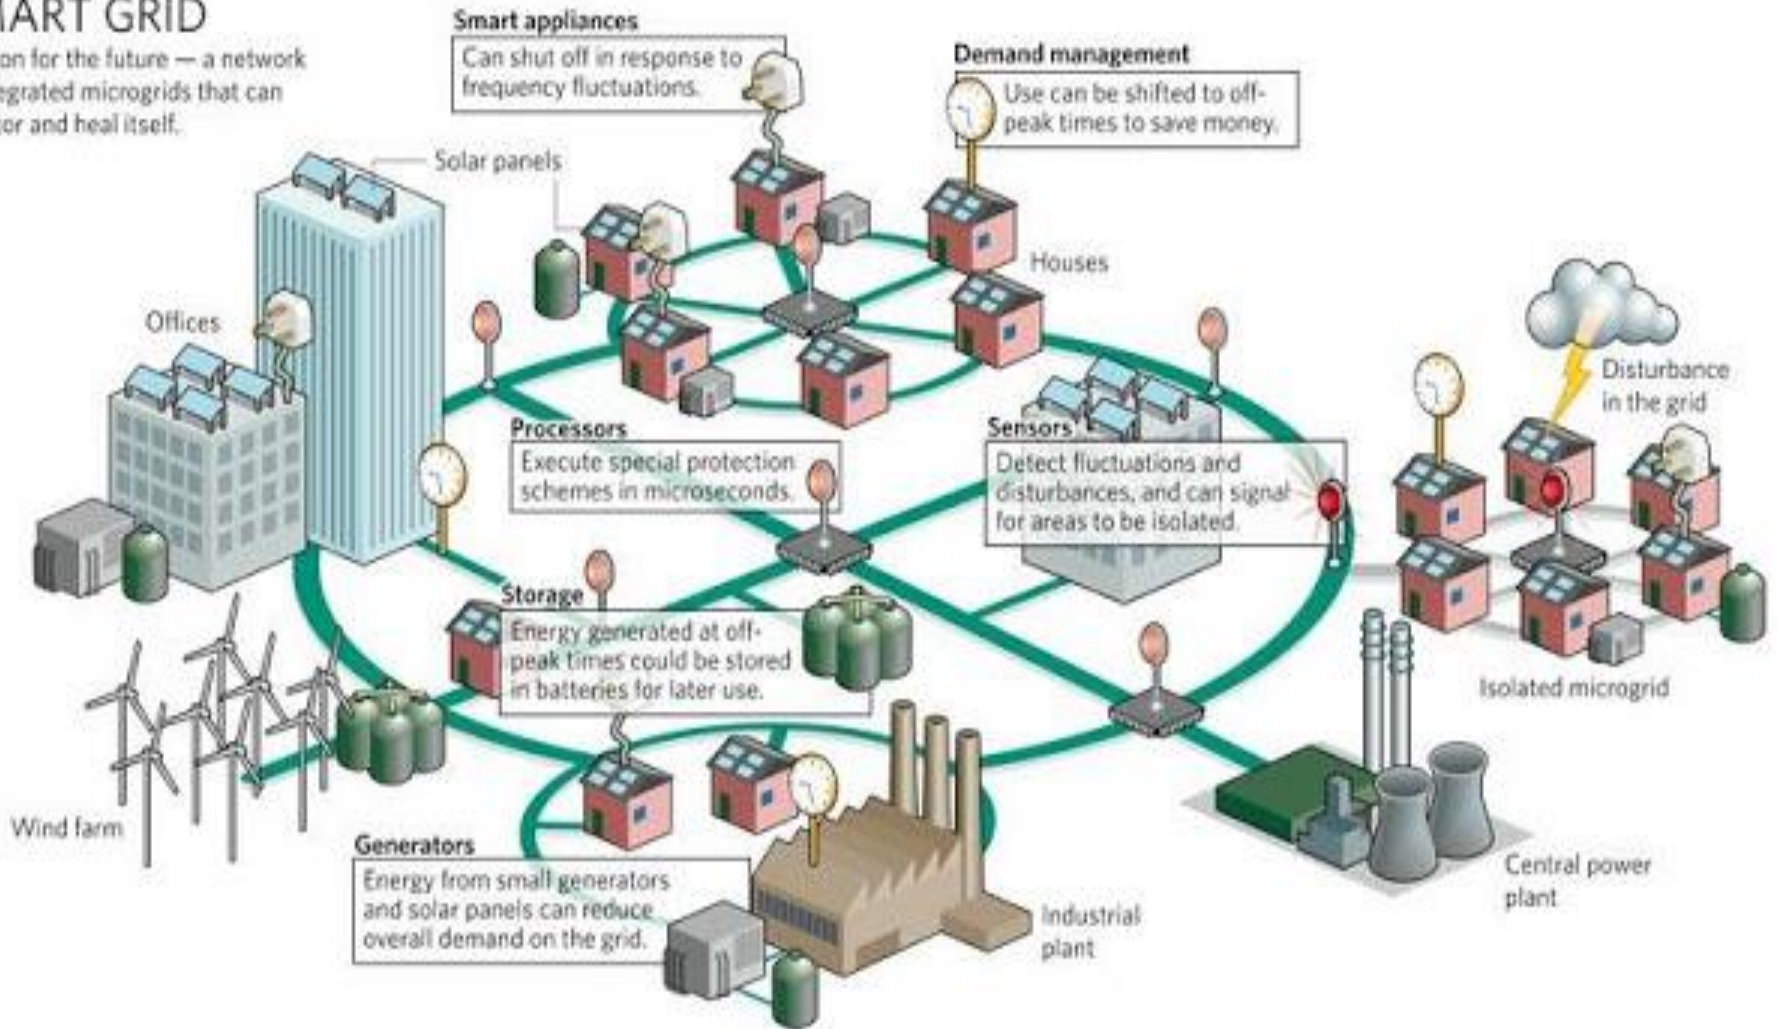 MART GRID
on for the future — a network
egrated microgrids that can
or and heal itself.
Smart appliances
Can shut off in response to
frequency fluctuations.
Demand management
Use can be shifted to off-
peak times to save money.
Solar panels
Houses
Offices
Disturbance
in the grid
Processors
Execute special protection
schemes in microseconds.
Sensors
Detect fluctuations and
disturbances, and can signal
for areas to be isolated.
Storage
Energy generated at off-
peak times could be stored
in batteries for later use.
Isolated microgrid
Wind farm
Generators
Energy from small generators
and solar panels can reduce
overall demand on the grid.
Industrial
plant
Central power
plant